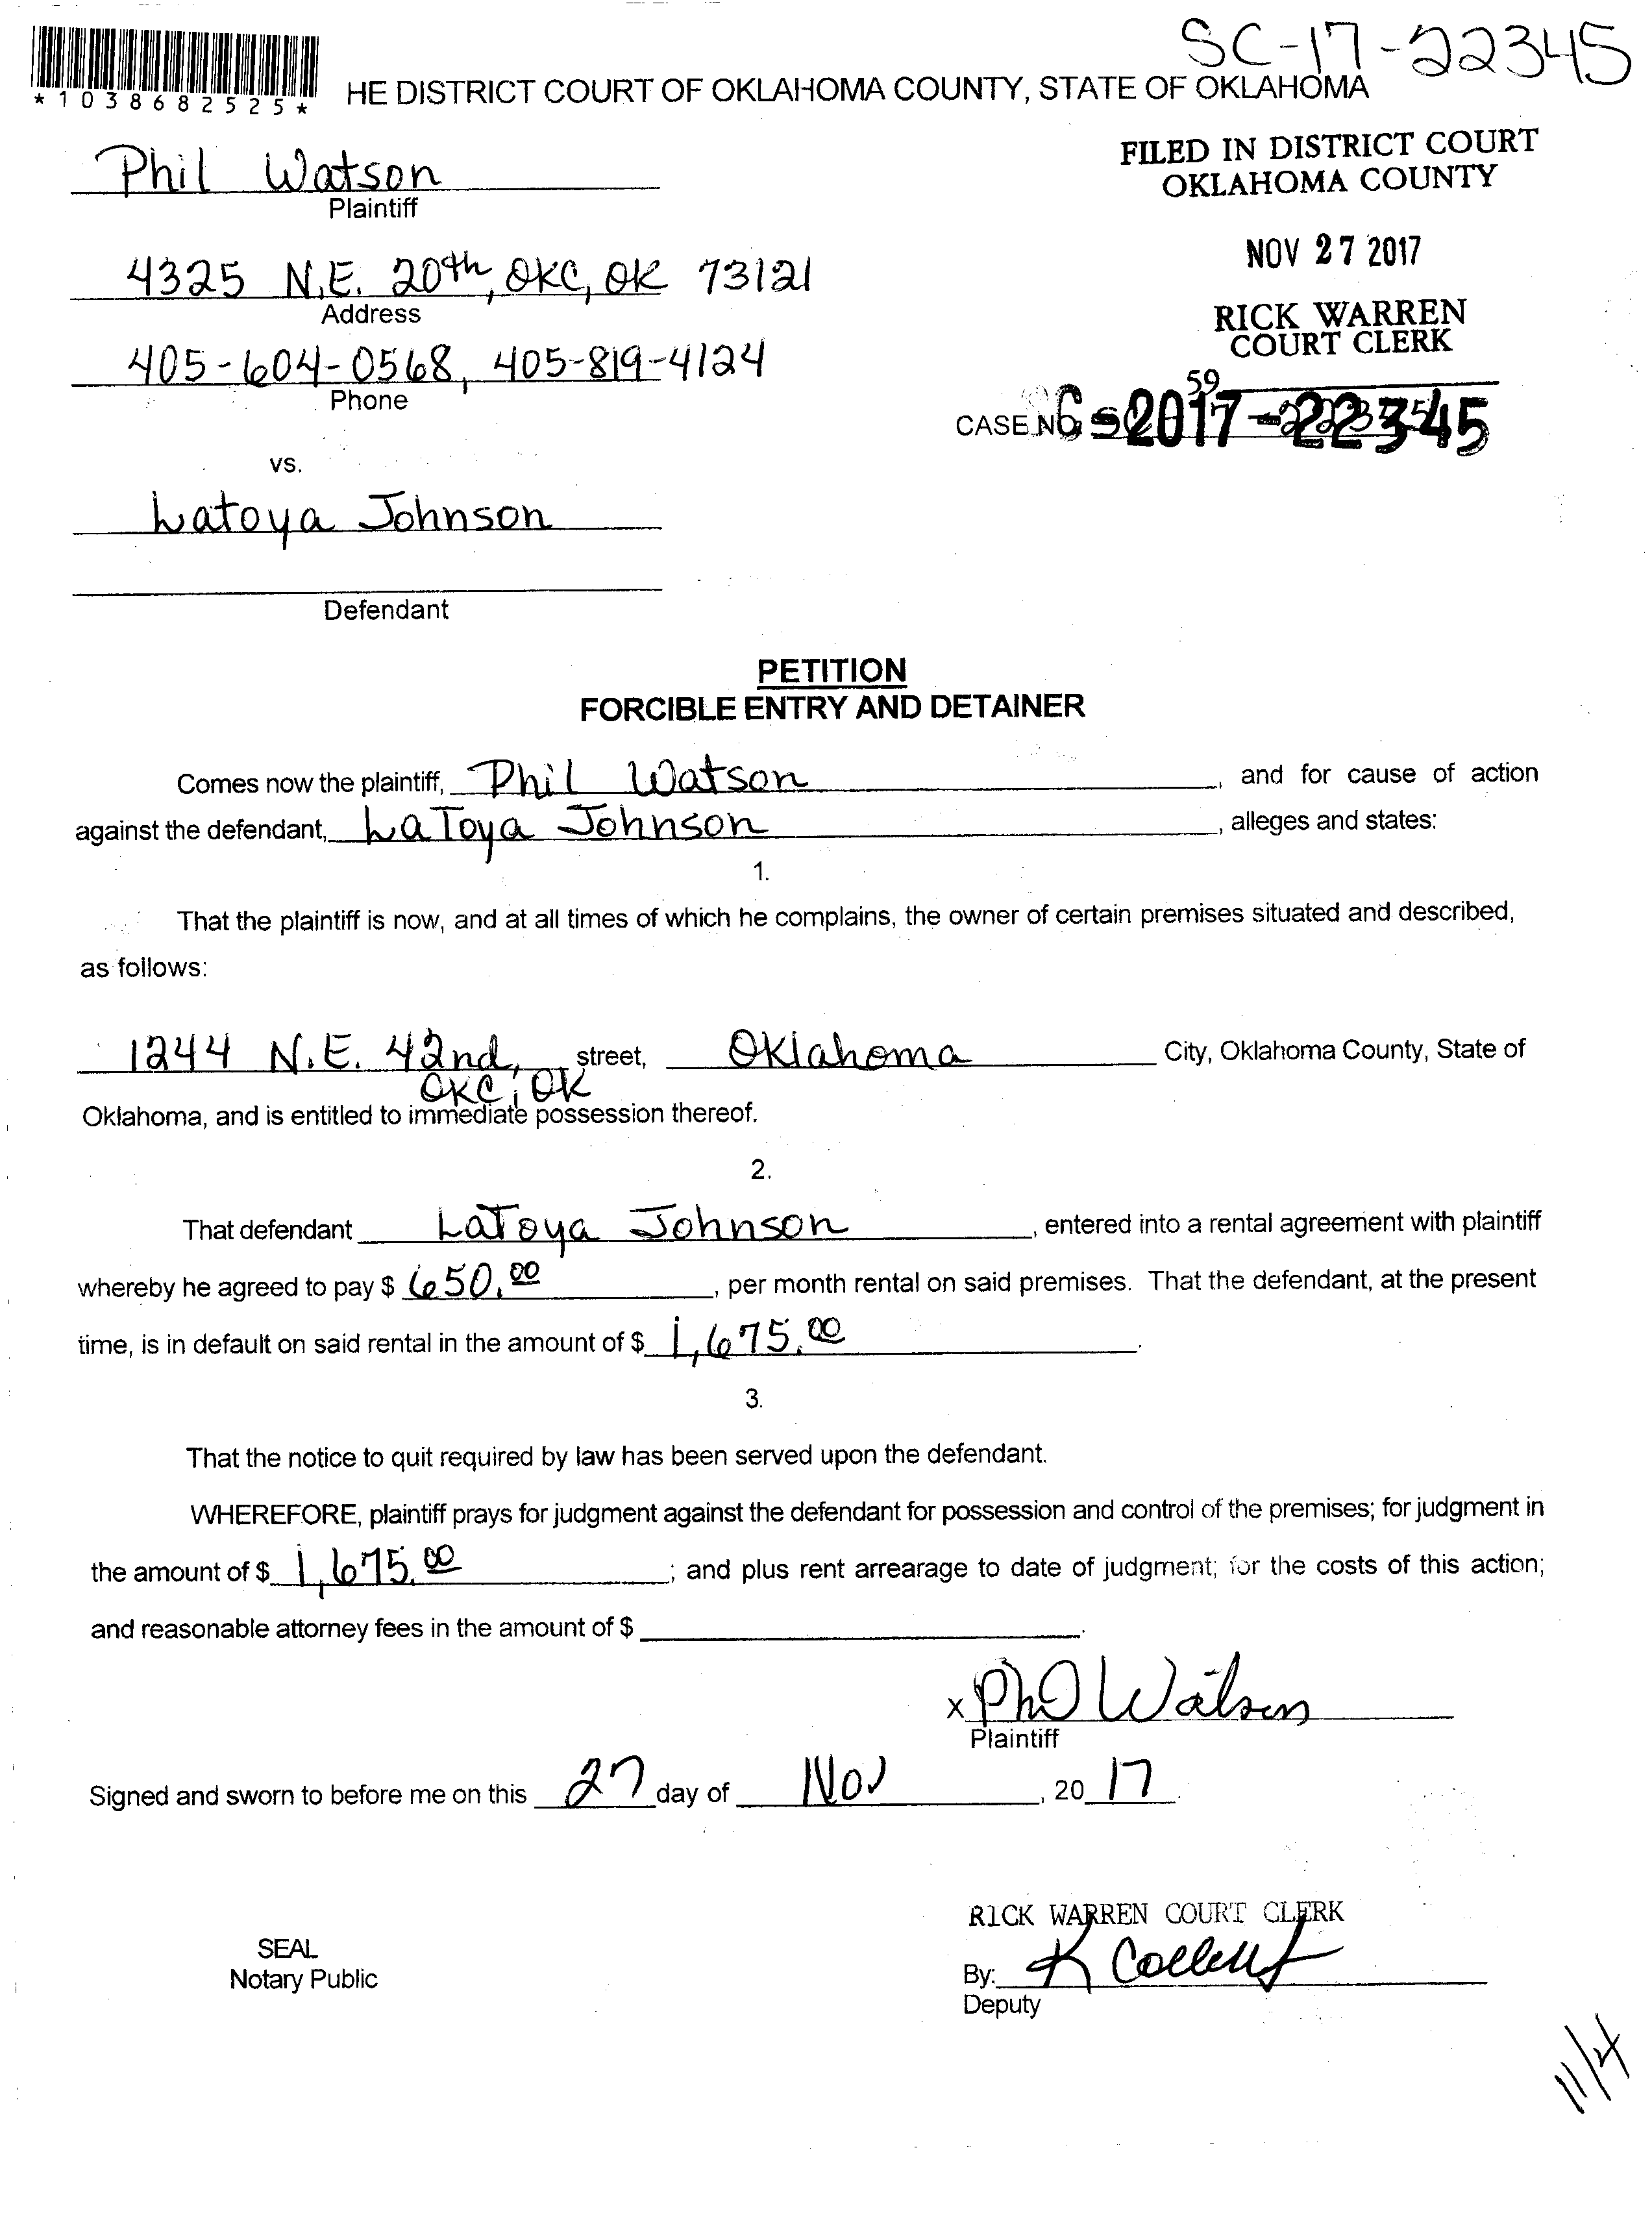 SC-17-22345
*1038682525*
HE DISTRICT COURT OF OKLAHOMA COUNTY, STATE OF OKLAHOMA
FILED IN DISTRICT COURT
OKLAHOMA COUNTY
Phil Watson
Plaintiff
NOV 27 2017
4325 N.E. 20th, OKC, OK 73121
Address
RICK WARREN
COURT CLERK
405-604-0568, 405-819-4124
Phone
59
CASE NO. 2017-22345
vs.
Latoya Johnson
Defendant
PETITION
FORCIBLE ENTRY AND DETAINER
Comes now the plaintiff, Phil Watson, and for cause of action
against the defendant, LaToya Johnson, alleges and states:
1.
That the plaintiff is now, and at all times of which he complains, the owner of certain premises situated and described,
as follows:
1244 N.E. 42nd, street, Oklahoma City, Oklahoma County, State of
OKC, OK
Oklahoma, and is entitled to immediate possession thereof.
2.
That defendant LaToya Johnson, entered into a rental agreement with plaintiff
whereby he agreed to pay $ 650.00, per month rental on said premises. That the defendant, at the present
time, is in default on said rental in the amount of $ 1,675.00.
3.
That the notice to quit required by law has been served upon the defendant.
WHEREFORE, plaintiff prays for judgment against the defendant for possession and control of the premises; for judgment in
the amount of $ 1,675.00; and plus rent arrearage to date of judgment; for the costs of this action;
and reasonable attorney fees in the amount of $ .
x Phil Watson
Plaintiff
Signed and sworn to before me on this 27 day of Nov, 2017.
RICK WARREN COURT CLERK
SEAL
Notary Public
By: K
Deputy
11/4